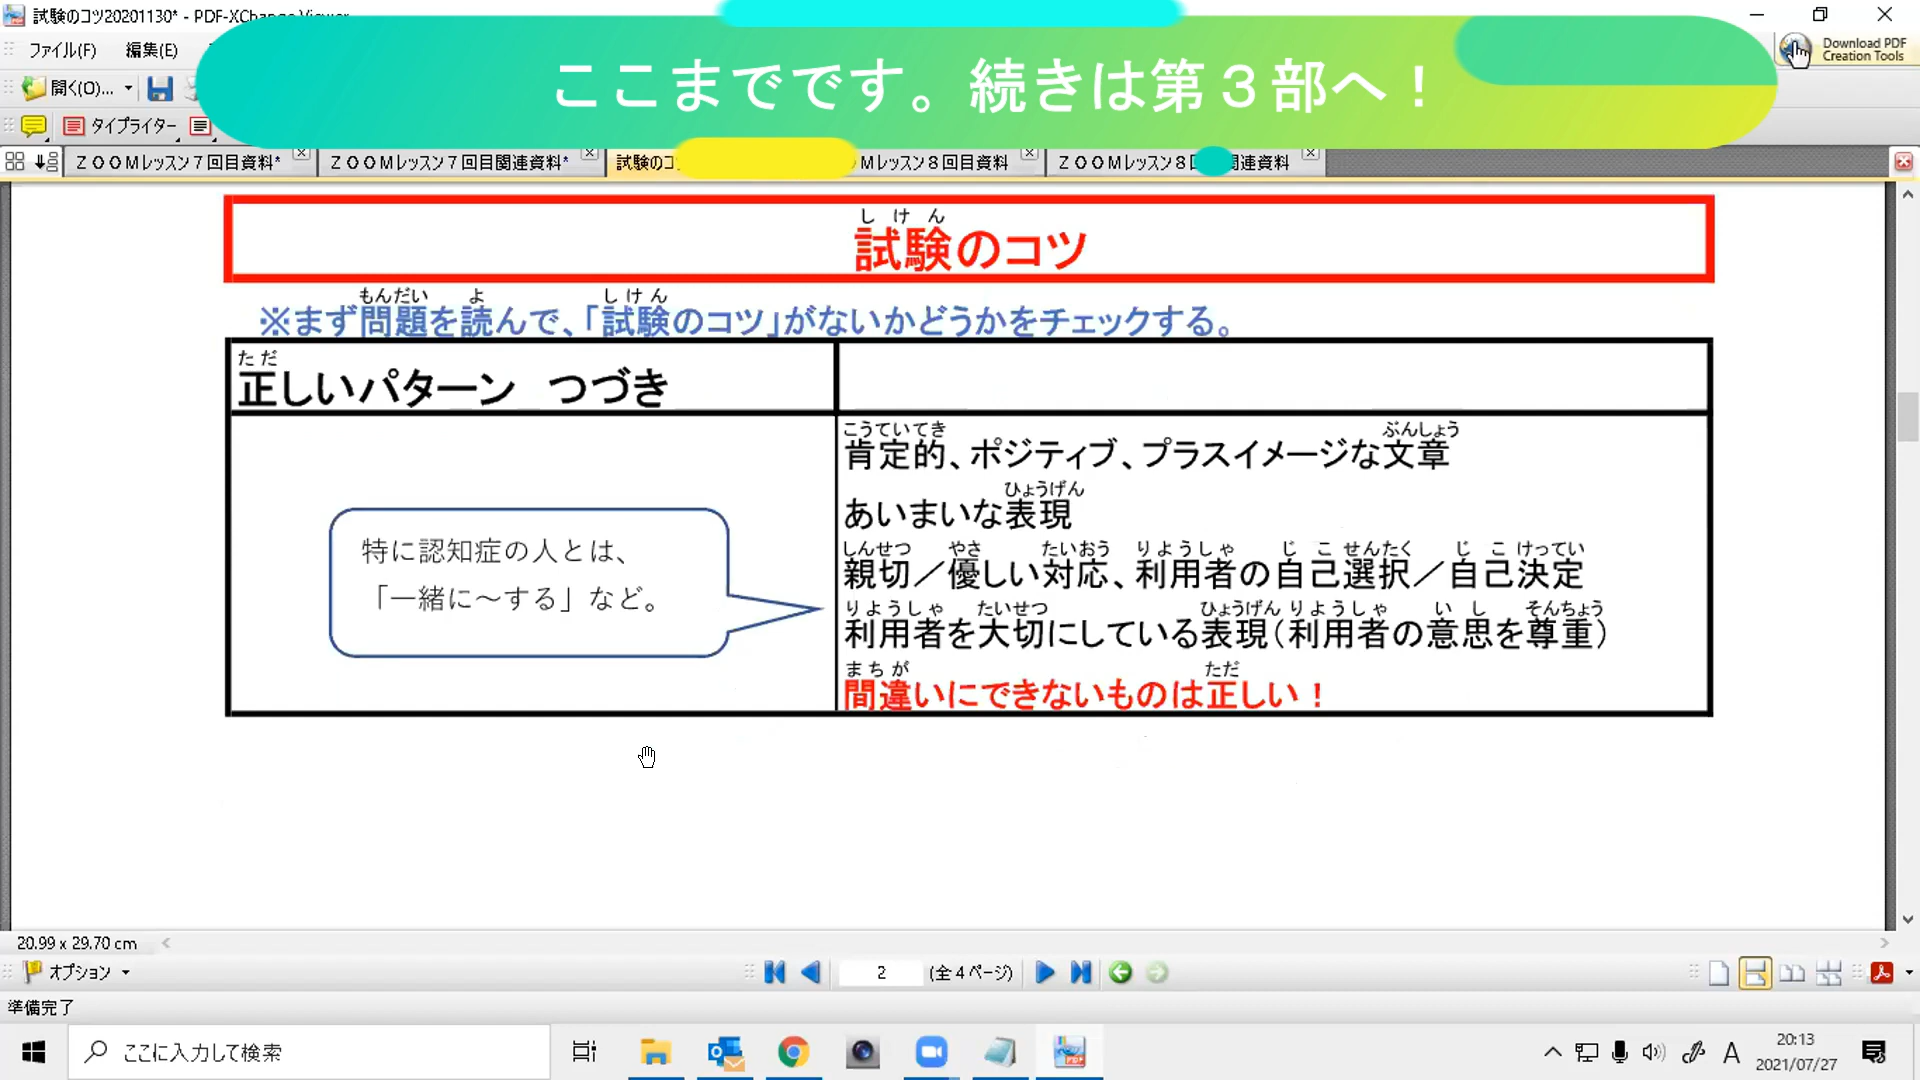 試験のコツ20201130* - PDF-XChange Viewer
ファイル(F) 編集(E)
ここまでです。続きは第３部へ！
Download PDF
Creation Tools
開く(O)...
タイプライター
ＺＯＯＭレッスン７回目資料*
ＺＯＯＭレッスン７回目関連資料*
試験のコ
Ｍレッスン８回目資料
ＺＯＯＭレッスン８回
連資料
しけん
試験のコツ
もんだい よ しけん
※まず問題を読んで、「試験のコツ」がないかどうかをチェックする。
ただ
正しいパターン つづき
特に認知症の人とは、
「一緒に～する」など。
こうていてき ぶんしょう
肯定的、ポジティブ、プラスイメージな文章
ひょうげん
あいまいな表現
しんせつ やさ たいおう りようしゃ じこせんたく じこけってい
親切／優しい対応、利用者の自己選択／自己決定
りようしゃ たいせつ ひょうげん りようしゃ いし そんちょう
利用者を大切にしている表現（利用者の意思を尊重）
まちが ただ
間違いにできないものは正しい！
20.99 x 29.70 cm
オプション
2 (全 4 ページ)
準備完了
ここに入力して検索
A
20:13
2021/07/27